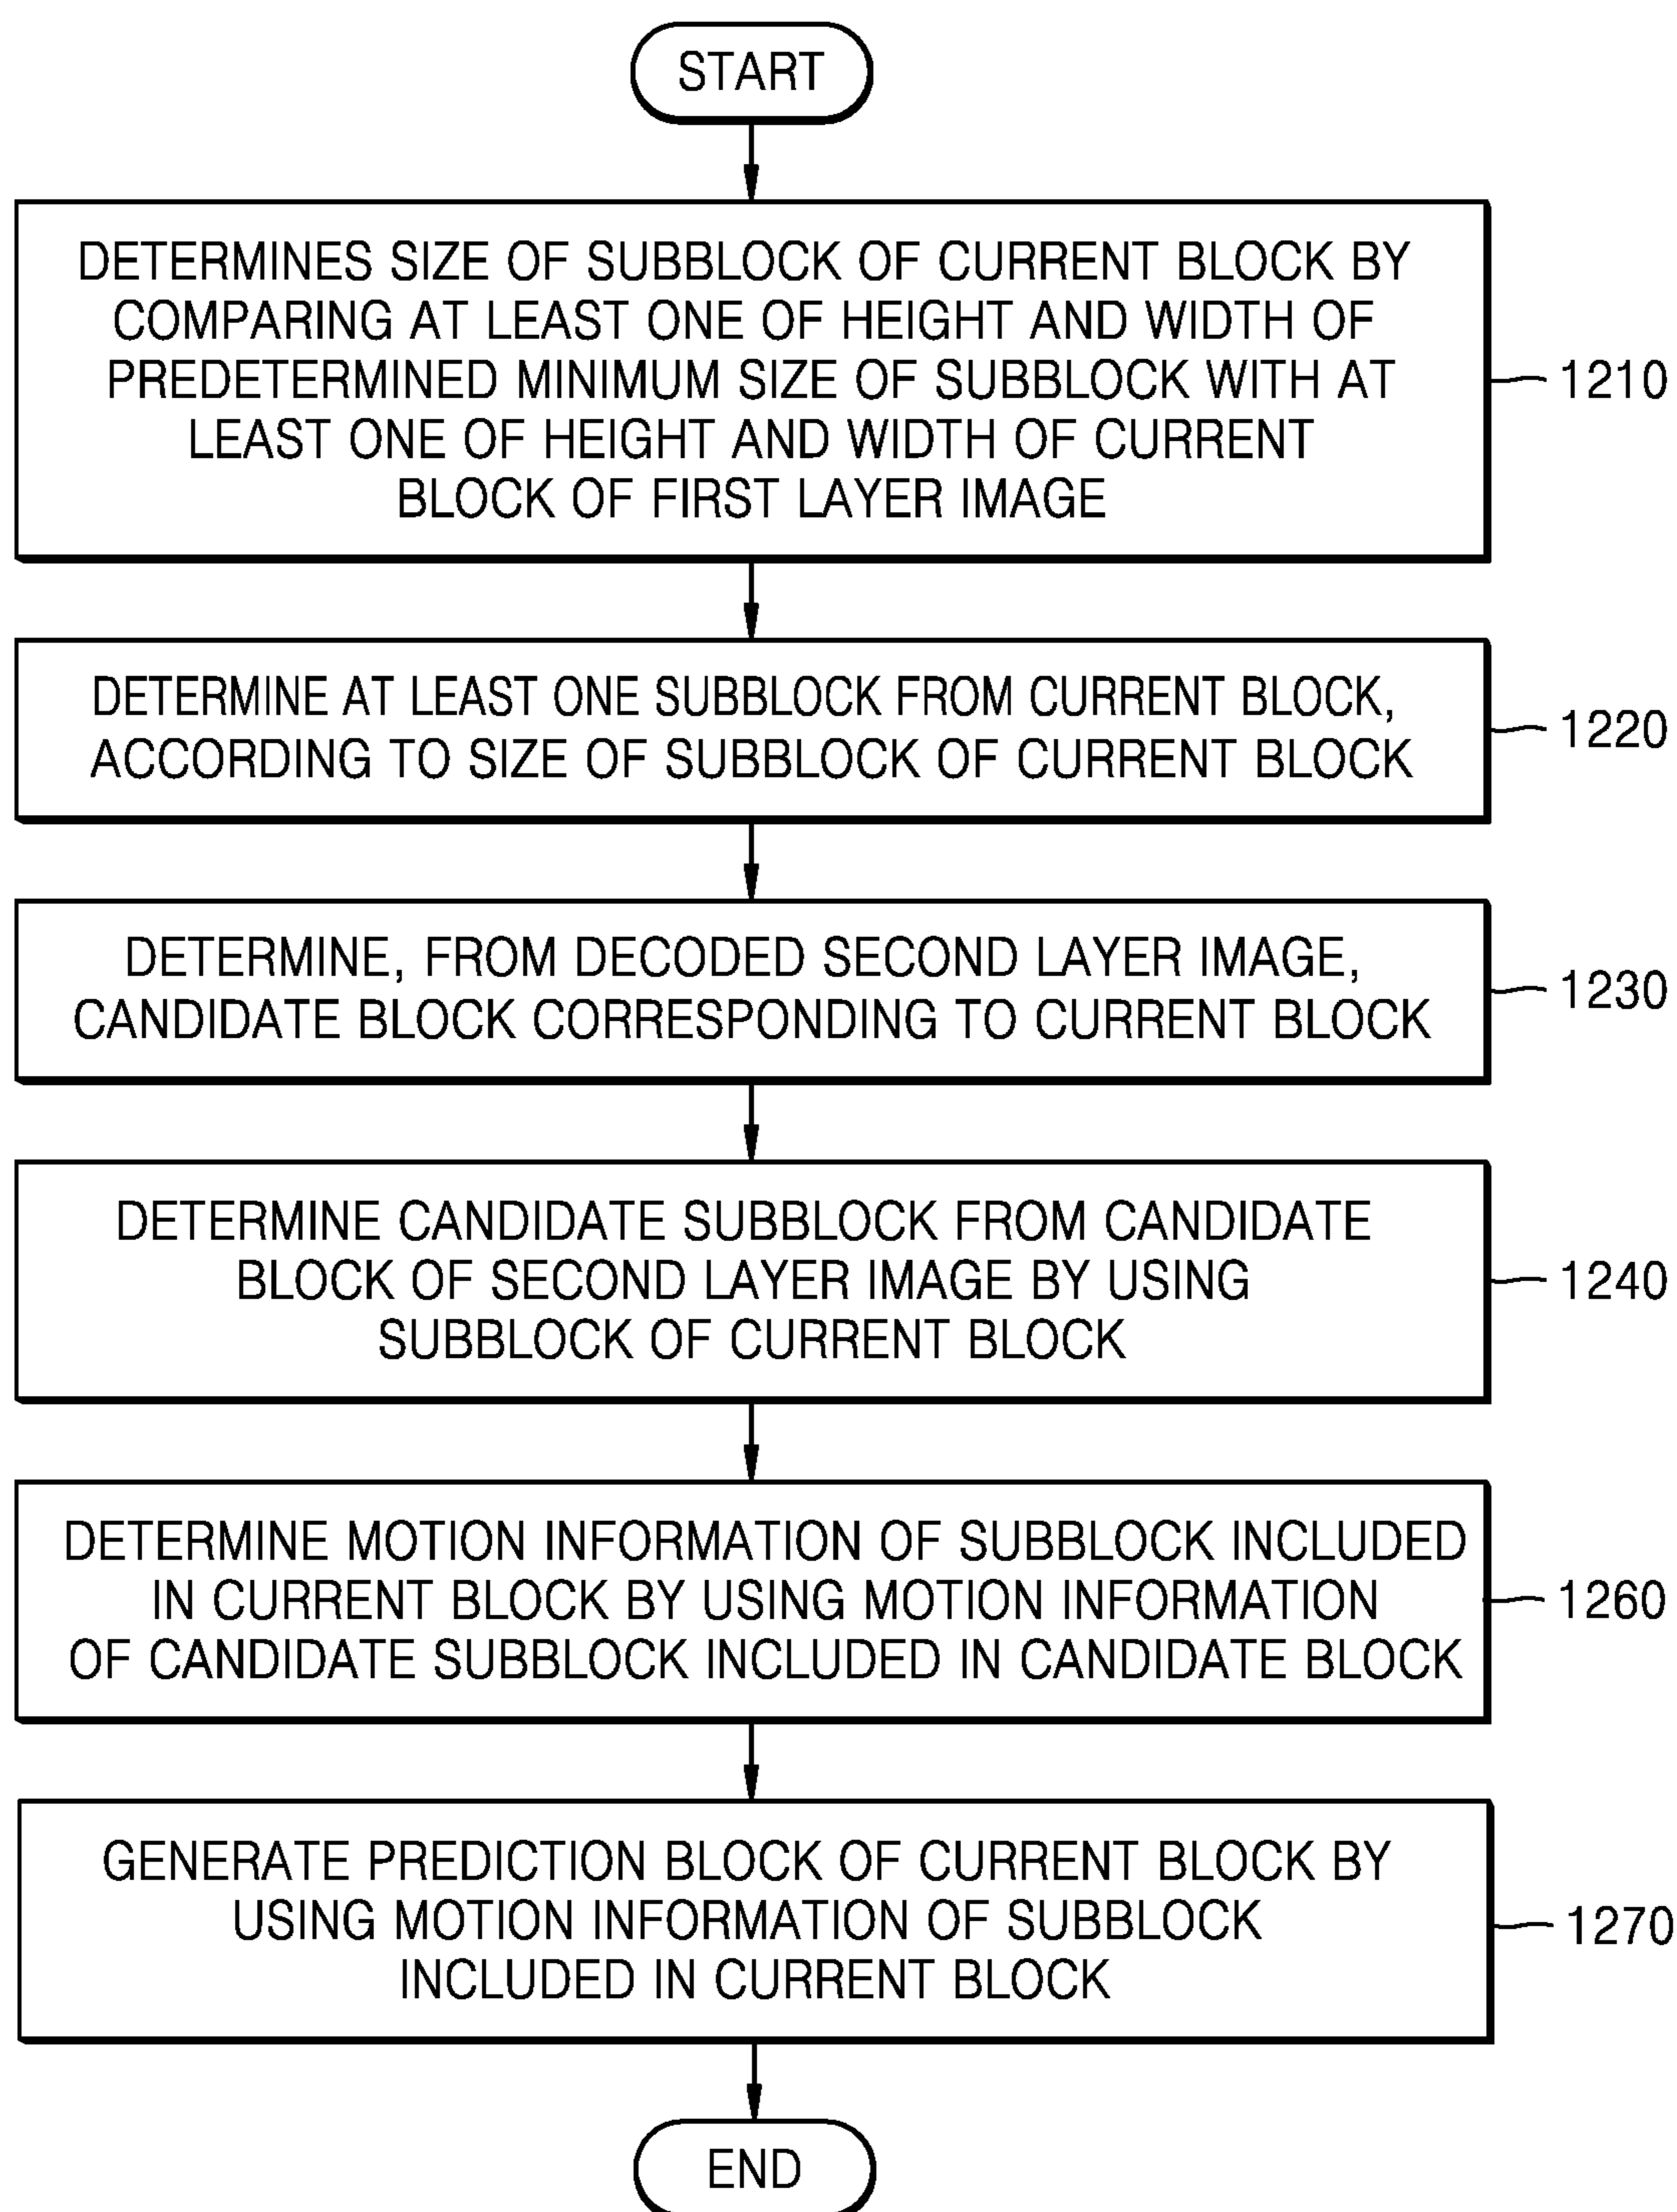 START
DETERMINES SIZE OF SUBBLOCK OF CURRENT BLOCK BY
COMPARING AT LEAST ONE OF HEIGHT AND WIDTH OF
PREDETERMINED MINIMUM SIZE OF SUBBLOCK WITH AT
LEAST ONE OF HEIGHT AND WIDTH OF CURRENT
BLOCK OF FIRST LAYER IMAGE
1210
DETERMINE AT LEAST ONE SUBBLOCK FROM CURRENT BLOCK,
ACCORDING TO SIZE OF SUBBLOCK OF CURRENT BLOCK
1220
DETERMINE, FROM DECODED SECOND LAYER IMAGE,
CANDIDATE BLOCK CORRESPONDING TO CURRENT BLOCK
1230
DETERMINE CANDIDATE SUBBLOCK FROM CANDIDATE
BLOCK OF SECOND LAYER IMAGE BY USING
SUBBLOCK OF CURRENT BLOCK
1240
DETERMINE MOTION INFORMATION OF SUBBLOCK INCLUDED
IN CURRENT BLOCK BY USING MOTION INFORMATION
OF CANDIDATE SUBBLOCK INCLUDED IN CANDIDATE BLOCK
1260
GENERATE PREDICTION BLOCK OF CURRENT BLOCK BY
USING MOTION INFORMATION OF SUBBLOCK
INCLUDED IN CURRENT BLOCK
1270
END